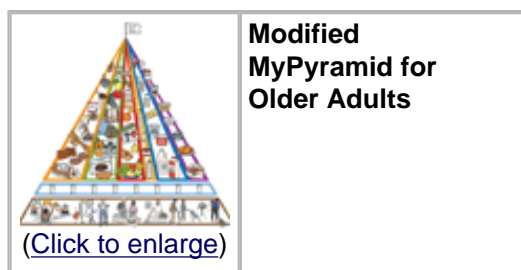 Modified
MyPyramid for
Older Adults
(Click to enlarge)